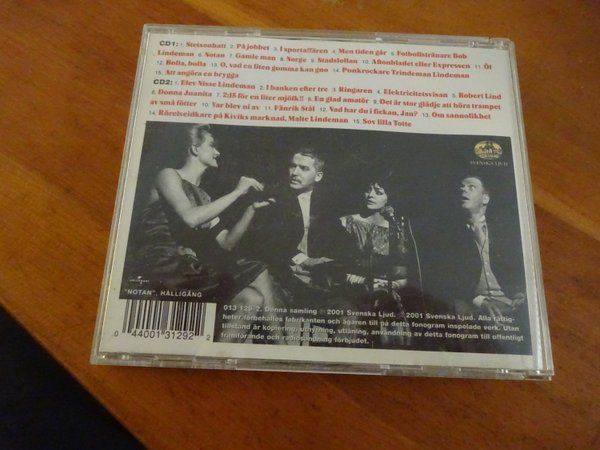 CD1: 1. Stetsonhatt 2. På jobbet 3. I sportaffären 4. Men tiden går 5. Fotbollstränare Bob
Lindeman 6. Notan 7. Gamle man 8. Norge 9. Stadslollan 10. Aftonbladet eller Expressen 11. Öl
12. Bolla, bolla 13. O, vad en liten gumma kan gno 14. Punkrockare Trindeman Lindeman
15. Att angöra en brygga
CD2: 1. Elev Nisse Lindeman 2. I banken efter tre 3. Ringaren 4. Elektricitetsvisan 5. Robert Lind
6. Donna Juanita 7. 2:15 för en liter mjölk!! 8. En glad amatör 9. Det är stor glädje att höra trampet
av små fötter 10. Var blev ni av 11. Fänrik Stål 12. Vad har du i fickan, Jan? 13. Om sannolikhet
14. Rörelseidkare på Kiviks marknad, Malte Lindeman 15. Sov lilla Totte
SVENSKA LJUD
"NOTAN", HÅLLIGÅNG
013 129-2. Denna samling ℗ 2001 Svenska Ljud. © 2001 Svenska Ljud. Alla rättig-
heter förbehålles fabrikanten och ägaren till på detta fonogram inspelade verk. Utan
tillstånd är kopiering, uthyrning, utlåning, användning av detta fonogram till offentligt
framförande och radiosändning förbjudet.
0 44001 31292 2